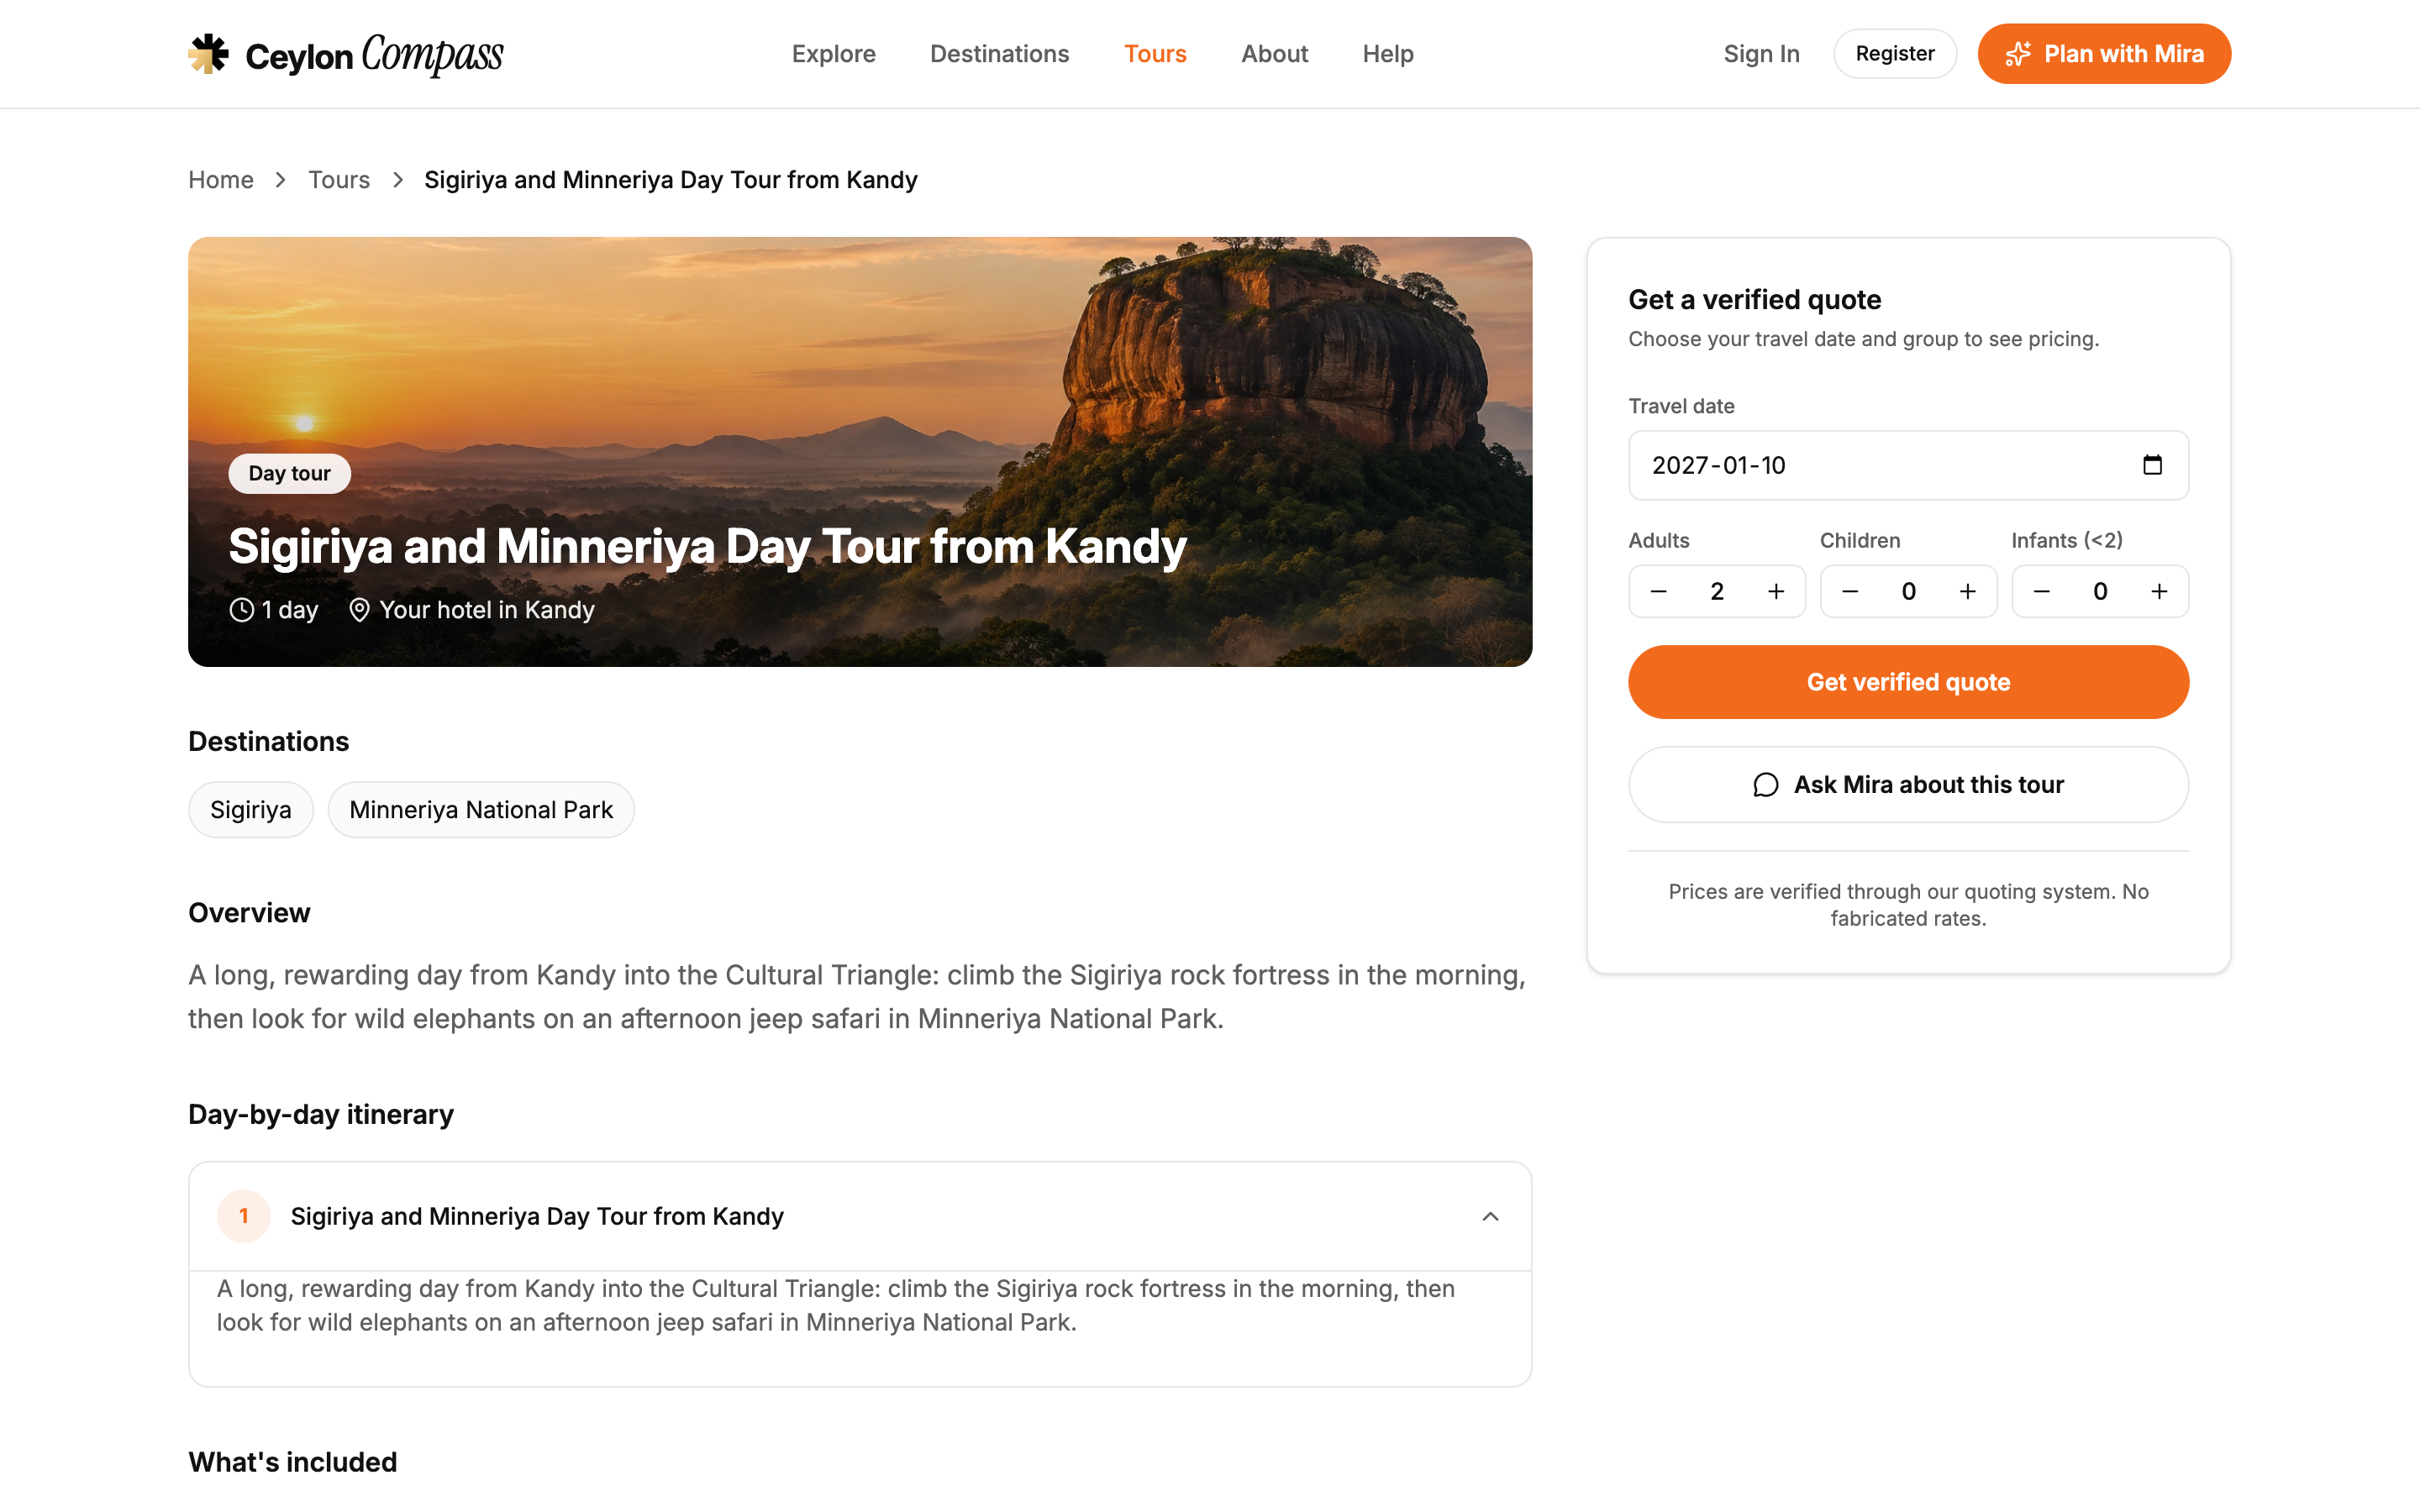 Ceylon Compass
Explore
Destinations
Tours
About
Help
Sign In
Register
Plan with Mira
Home
Tours
Sigiriya and Minneriya Day Tour from Kandy
Day tour
Sigiriya and Minneriya Day Tour from Kandy
1 day
Your hotel in Kandy
Destinations
Sigiriya
Minneriya National Park
Overview
A long, rewarding day from Kandy into the Cultural Triangle: climb the Sigiriya rock fortress in the morning,
then look for wild elephants on an afternoon jeep safari in Minneriya National Park.
Day-by-day itinerary
1
Sigiriya and Minneriya Day Tour from Kandy
A long, rewarding day from Kandy into the Cultural Triangle: climb the Sigiriya rock fortress in the morning, then
look for wild elephants on an afternoon jeep safari in Minneriya National Park.
What's included
Get a verified quote
Choose your travel date and group to see pricing.
Travel date
2027-01-10
Adults
Children
Infants (<2)
− 2 +
− 0 +
− 0 +
Get verified quote
Ask Mira about this tour
Prices are verified through our quoting system. No
fabricated rates.